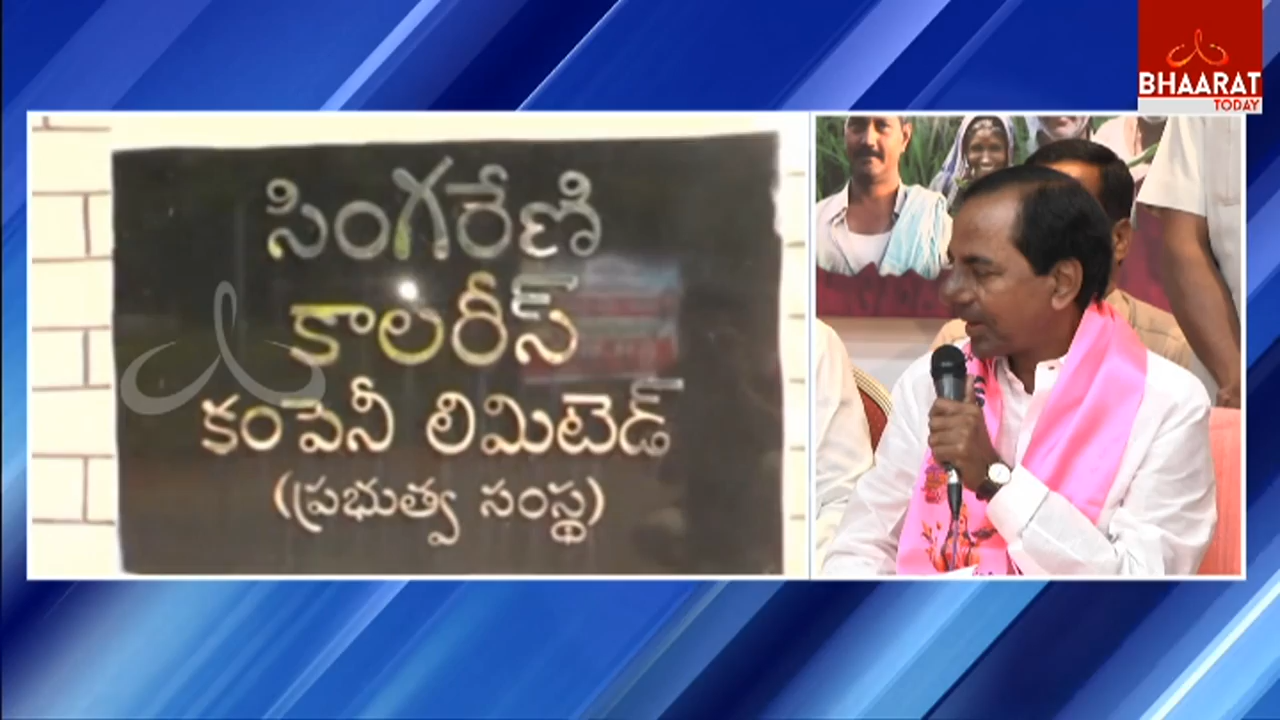 సింగరేణి
కాలరీస్
కంపెనీ లిమిటెడ్
(ప్రభుత్వ సంస్థ)
BHAARAT
TODAY